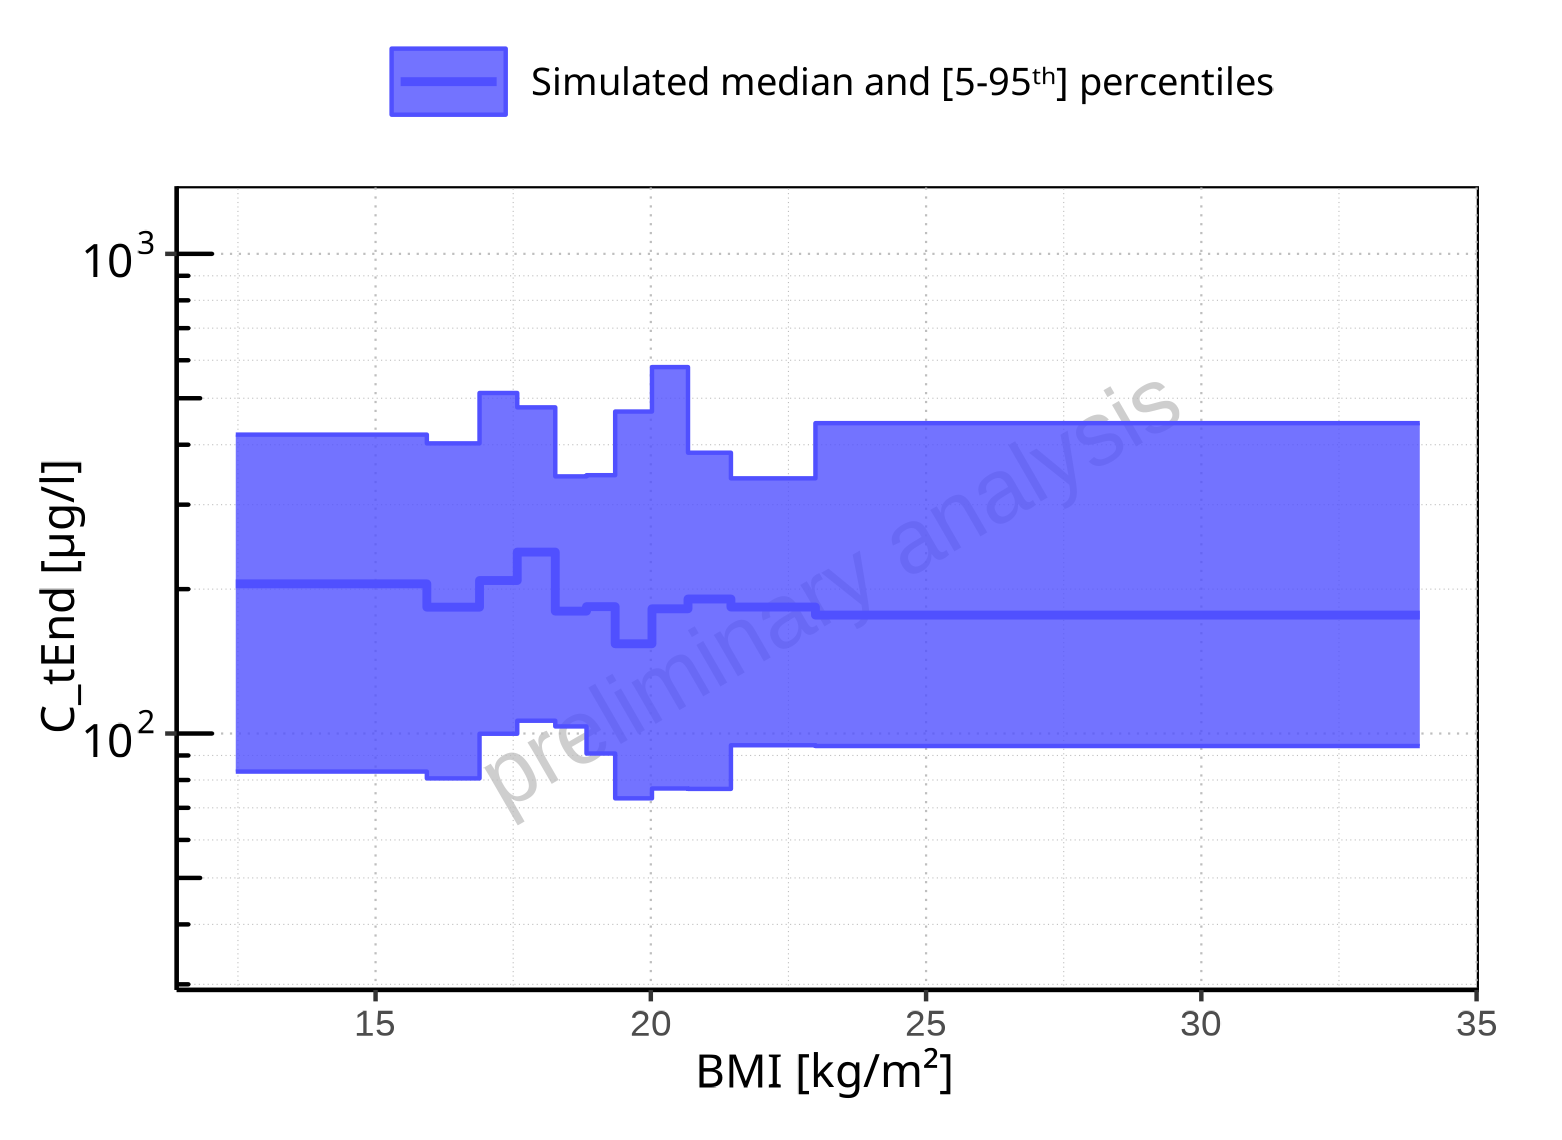 Simulated median and [5-95ᵗʰ] percentiles
10³
C_tEnd [µg/l]
10²
preliminary analysis
15 20 25 30 35
BMI [kg/m²]